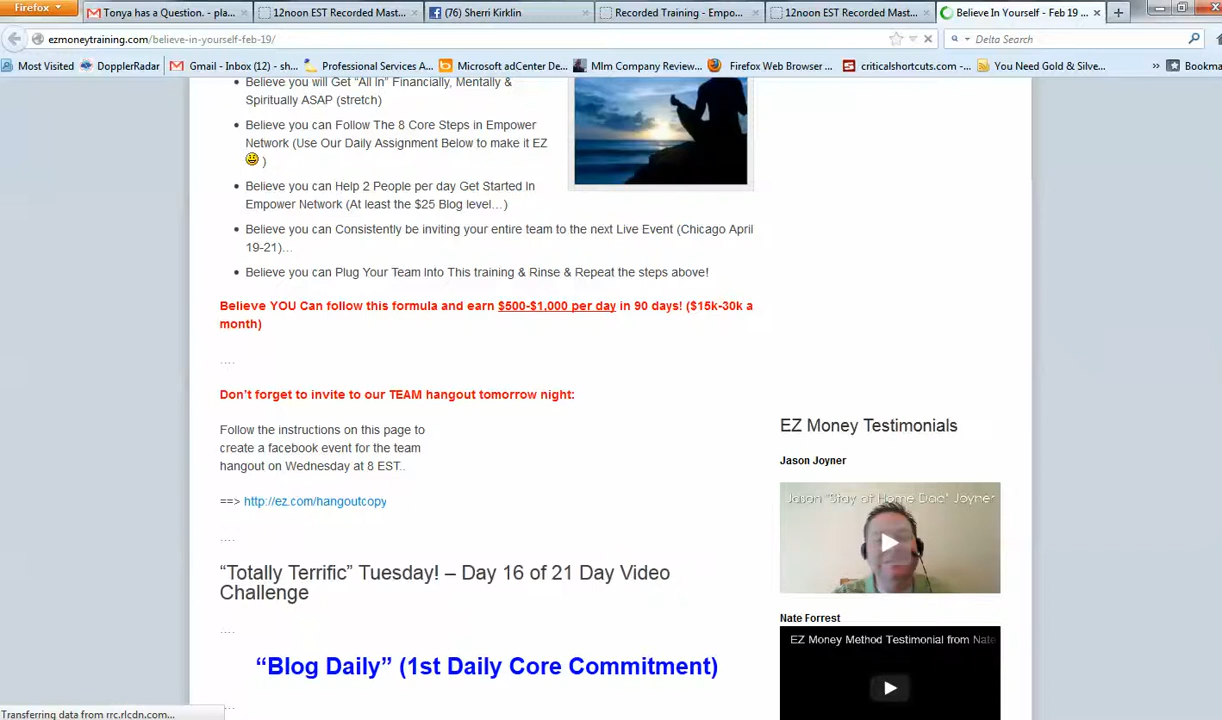 Firefox
Tonya has a Question. - pla...
12noon EST Recorded Mast...
(76) Sherri Kirklin
Recorded Training - Empo...
12noon EST Recorded Mast...
Believe In Yourself - Feb 19 ...
ezmoneytraining.com/believe-in-yourself-feb-19/
Delta Search
Most Visited
DopplerRadar
Gmail - Inbox (12) - sh...
Professional Services A...
Microsoft adCenter De...
Mlm Company Review...
Firefox Web Browser ...
criticalshortcuts.com -...
You Need Gold & Silve...
Bookma
Believe you will Get “All In” Financially, Mentally &
Spiritually ASAP (stretch)
Believe you can Follow The 8 Core Steps in Empower
Network (Use Our Daily Assignment Below to make it EZ
)
Believe you can Help 2 People per day Get Started In
Empower Network (At least the $25 Blog level…)
Believe you can Consistently be inviting your entire team to the next Live Event (Chicago April
19-21)…
Believe you can Plug Your Team Into This training & Rinse & Repeat the steps above!
Believe YOU Can follow this formula and earn $500-$1,000 per day in 90 days! ($15k-30k a
month)
….
Don’t forget to invite to our TEAM hangout tomorrow night:
Follow the instructions on this page to
create a facebook event for the team
hangout on Wednesday at 8 EST..
==> http://ez.com/hangoutcopy
….
“Totally Terrific” Tuesday! – Day 16 of 21 Day Video
Challenge
….
“Blog Daily” (1st Daily Core Commitment)
….
EZ Money Testimonials
Jason Joyner
Jason "Stay at Home Dad" Joyner
Nate Forrest
EZ Money Method Testimonial from Nate
Transferring data from rrc.rlcdn.com...